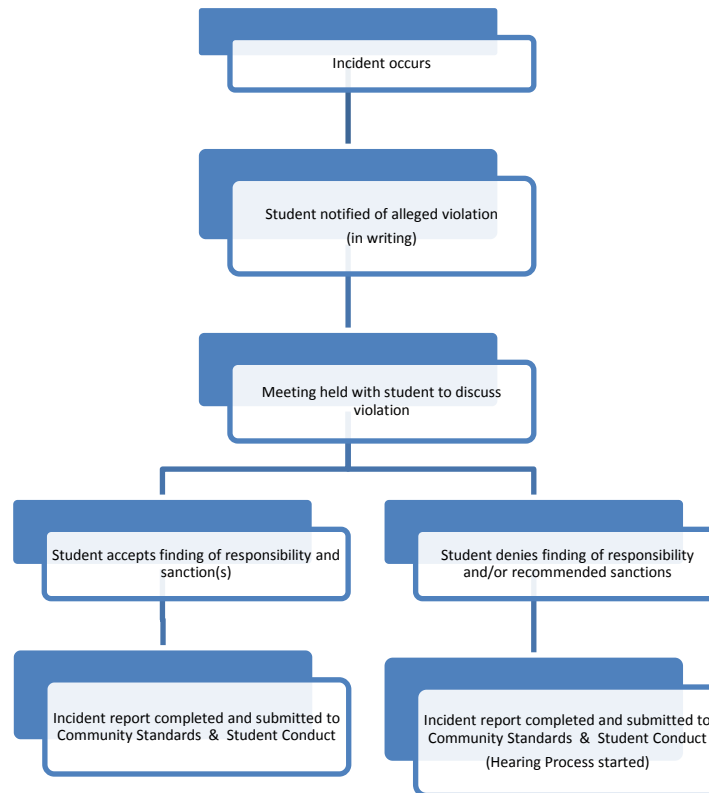 Incident occurs
Student notified of alleged violation
(in writing)
Meeting held with student to discuss
violation
Student accepts finding of responsibility and
sanction(s)
Student denies finding of responsibility
and/or recommended sanctions
Incident report completed and submitted to
Community Standards & Student Conduct
Incident report completed and submitted to
Community Standards & Student Conduct
(Hearing Process started)